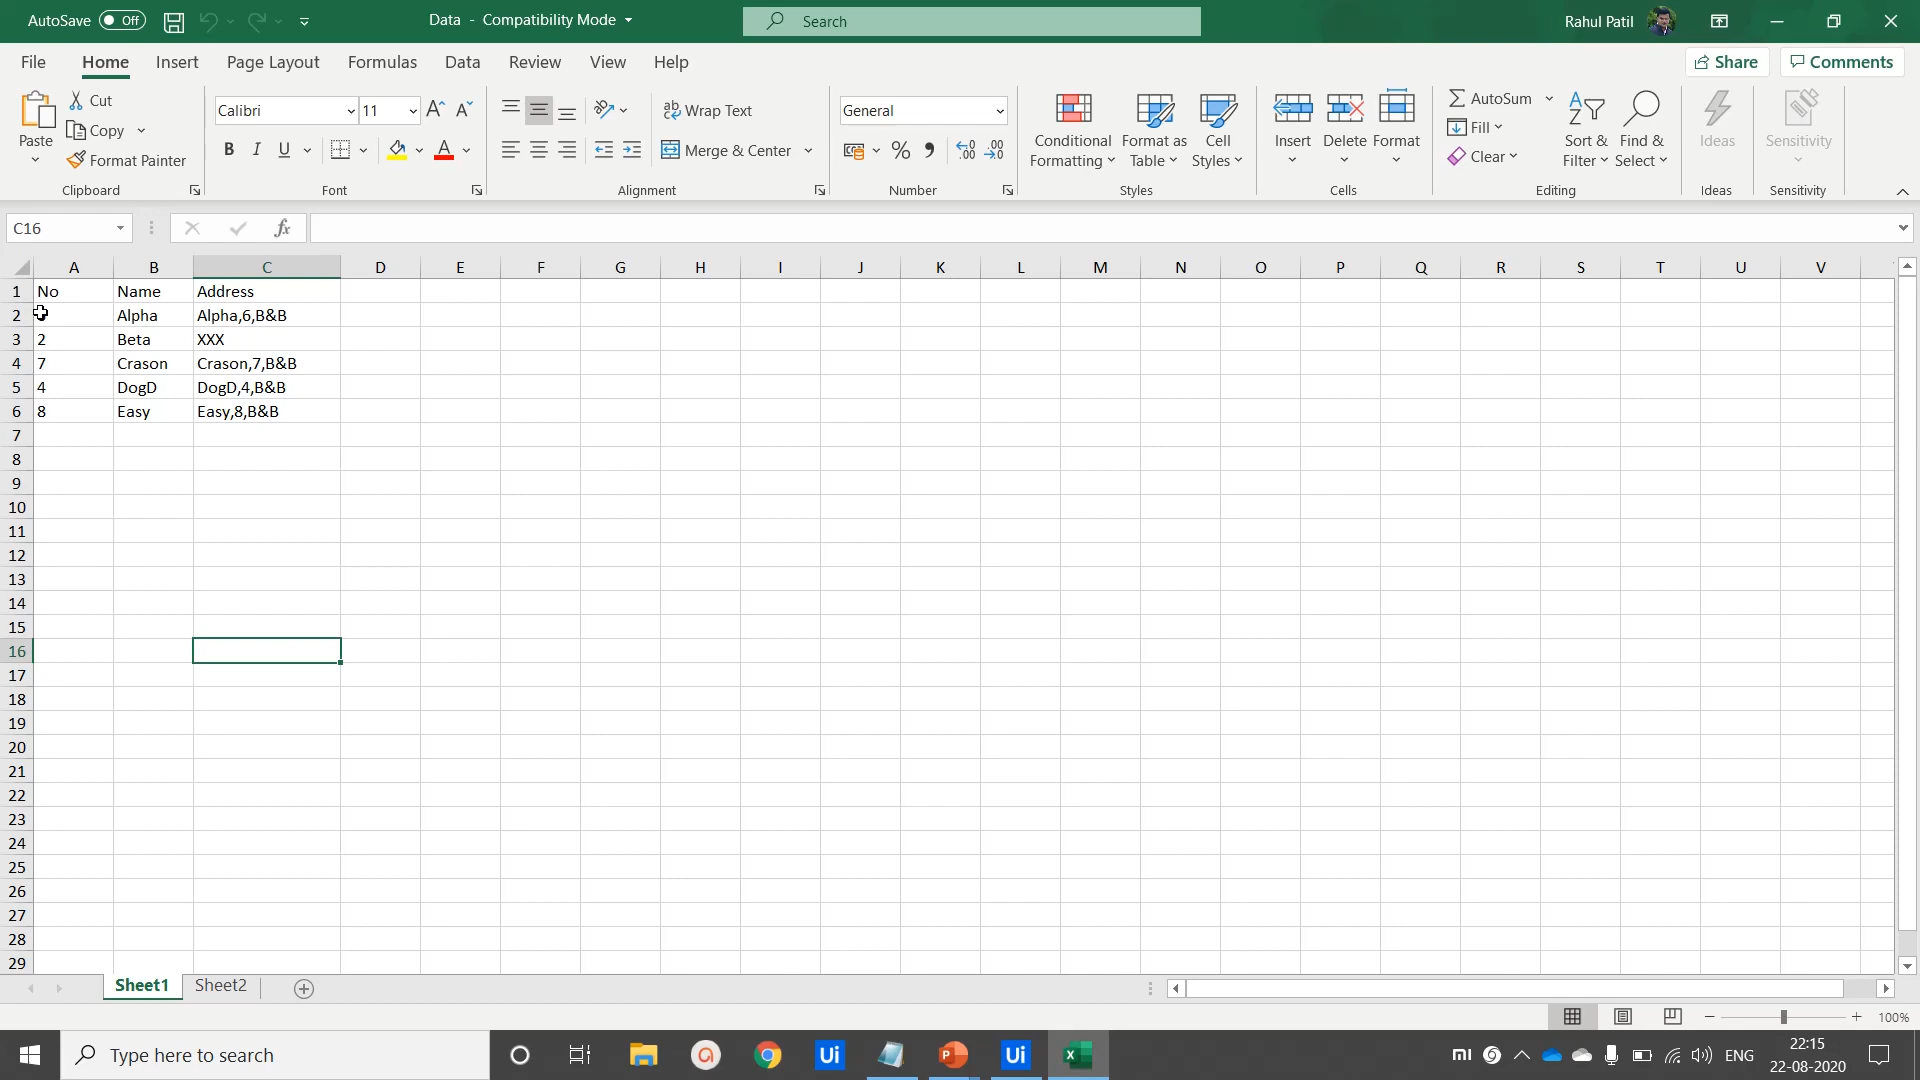 AutoSave Off Data - Compatibility Mode Search Rahul Patil
File Home Insert Page Layout Formulas Data Review View Help Share Comments
Paste Cut Copy Format Painter Clipboard
Calibri 11 B I U A Font
Wrap Text Merge & Center Alignment
General % Number
Conditional Formatting Format as Table Cell Styles Styles
Insert Delete Format Cells
AutoSum Fill Clear Sort & Filter Find & Select Editing
Ideas Ideas
Sensitivity Sensitivity
C16 fx
A B C D E F G H I J K L M N O P Q R S T U V
1 No Name Address
2 Alpha Alpha,6,B&B
3 2 Beta XXX
4 7 Crason Crason,7,B&B
5 4 DogD DogD,4,B&B
6 8 Easy Easy,8,B&B
7
8
9
10
11
12
13
14
15
16
17
18
19
20
21
22
23
24
25
26
27
28
29
Sheet1 Sheet2
100%
Type here to search Ui Ui mi ENG 22:15
22-08-2020